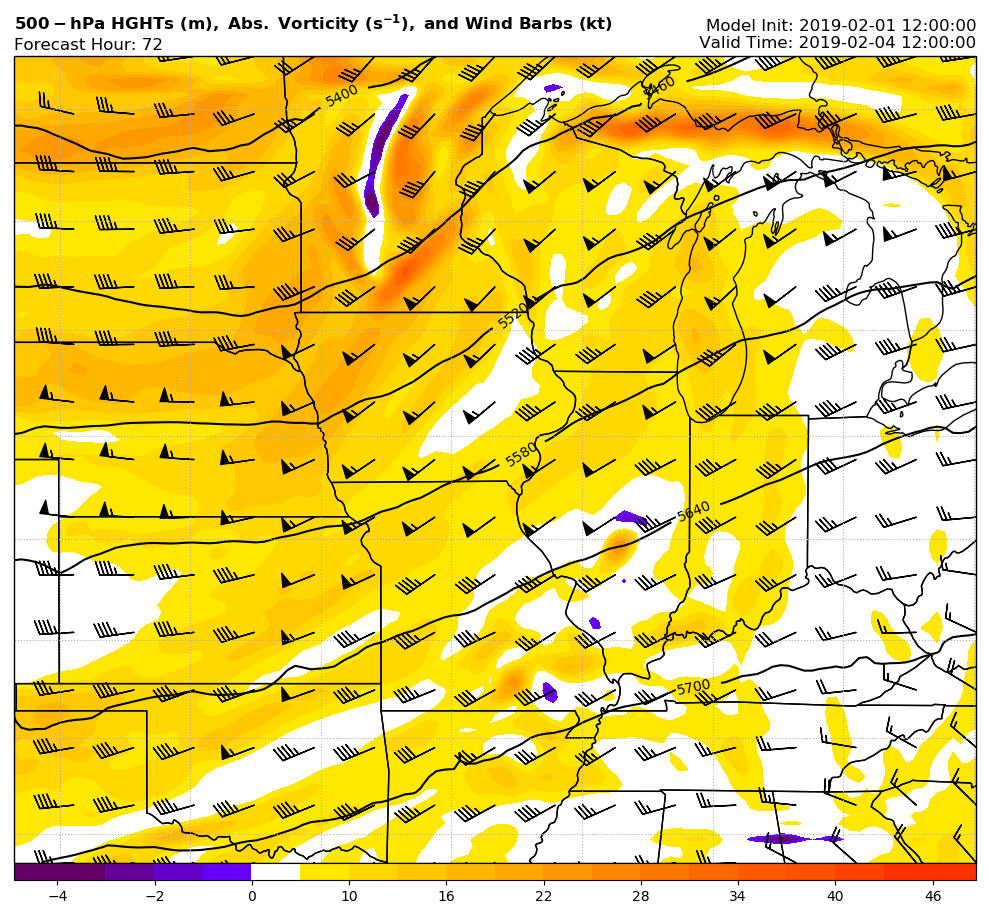 500-hPa HGHTs (m), Abs. Vorticity (s⁻¹), and Wind Barbs (kt)
Model Init: 2019-02-01 12:00:00
Forecast Hour: 72
Valid Time: 2019-02-04 12:00:00
5400
5460
5520
5580
5640
5700
−4 −2 0 10 16 22 28 34 40 46